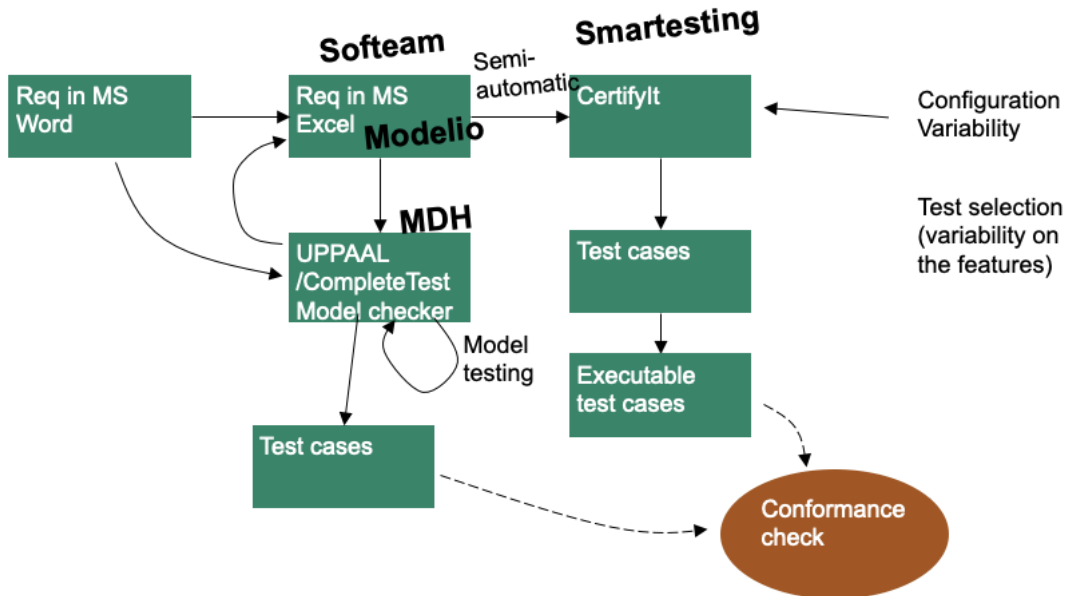 Softeam
Smartesting
Semi-
automatic
Req in MS
Word
Req in MS
Excel
Modelio
CertifyIt
Configuration
Variability
MDH
UPPAAL
/CompleteTest
Model checker
Test cases
Test selection
(variability on
the features)
Model
testing
Executable
test cases
Test cases
Conformance
check